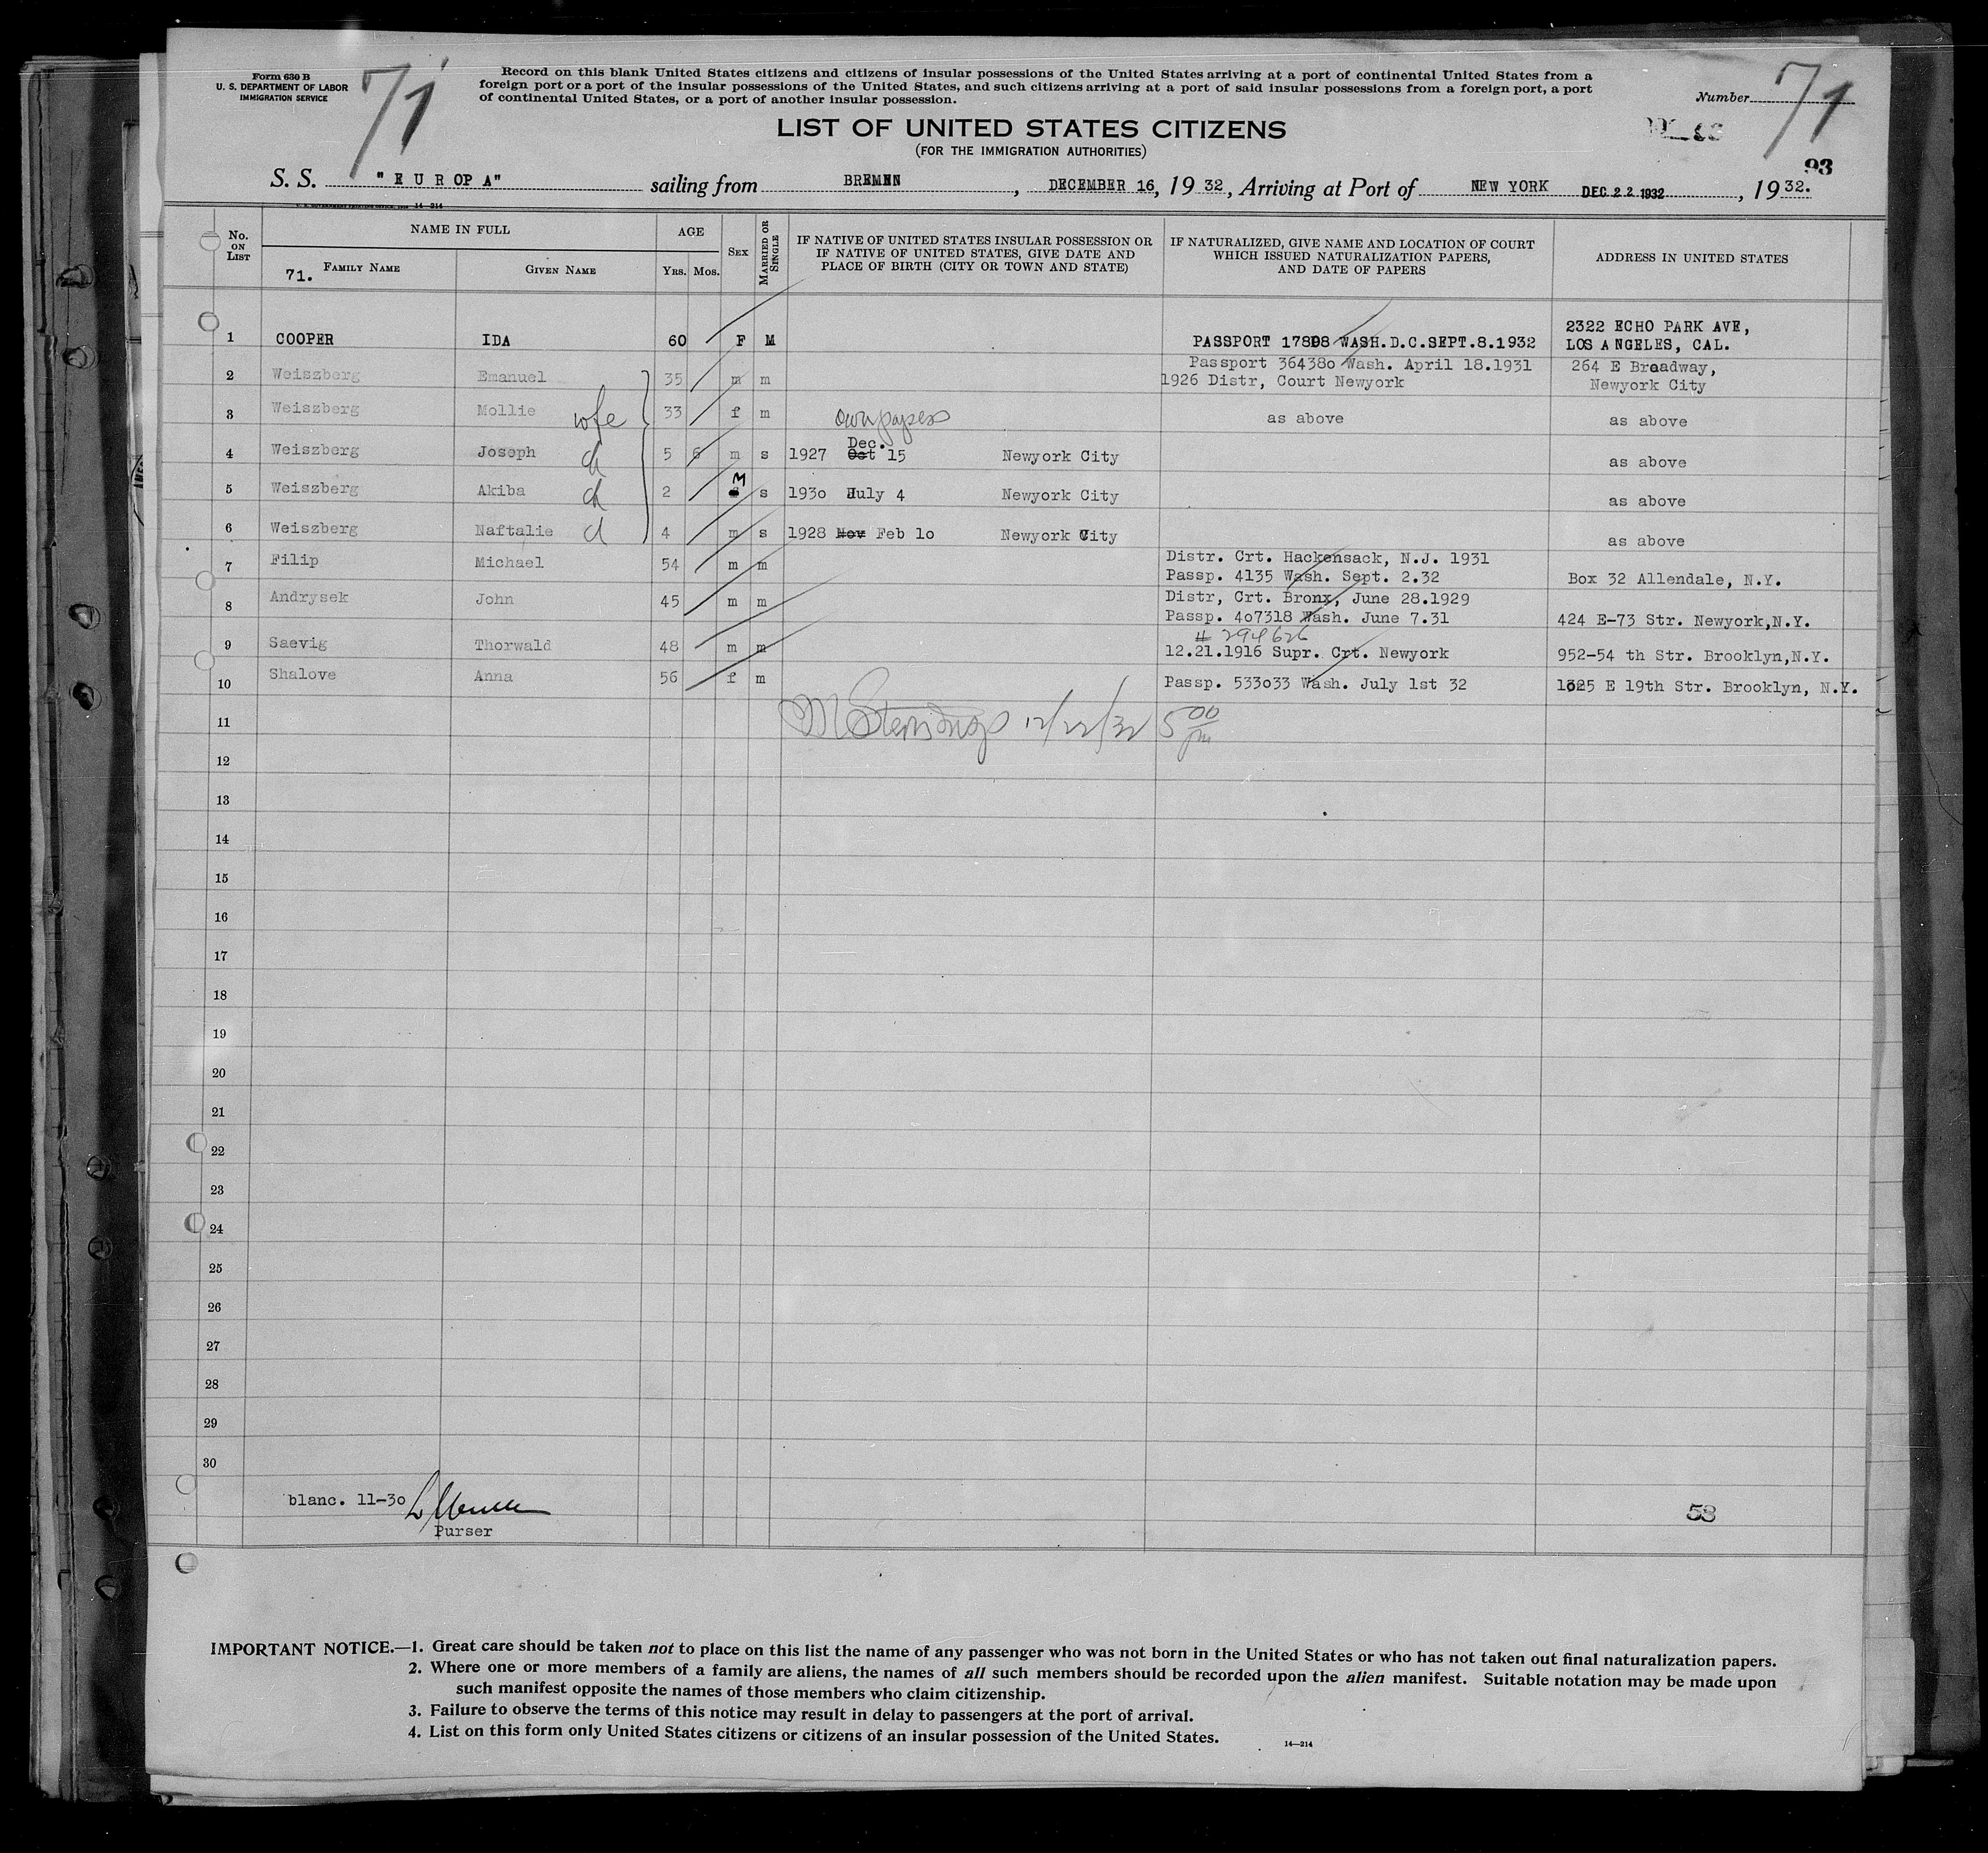 Form 630 B
U. S. DEPARTMENT OF LABOR
IMMIGRATION SERVICE
71
Record on this blank United States citizens and citizens of insular possessions of the United States arriving at a port of continental United States from a
foreign port or a port of the insular possessions of the United States, and such citizens arriving at a port of said insular possessions from a foreign port, a port
of continental United States, or a port of another insular possession.
Number 71
LIST OF UNITED STATES CITIZENS
(FOR THE IMMIGRATION AUTHORITIES)
93
S. S. "EUROPA" sailing from BREMEN, DECEMBER 16, 1932, Arriving at Port of NEW YORK DEC 22 1932, 1932.
14—214
No. ON LIST
NAME IN FULL
71. FAMILY NAME
GIVEN NAME
AGE
YRS. MOS.
SEX
MARRIED OR SINGLE
IF NATIVE OF UNITED STATES INSULAR POSSESSION OR
IF NATIVE OF UNITED STATES, GIVE DATE AND
PLACE OF BIRTH (CITY OR TOWN AND STATE)
IF NATURALIZED, GIVE NAME AND LOCATION OF COURT
WHICH ISSUED NATURALIZATION PAPERS,
AND DATE OF PAPERS
ADDRESS IN UNITED STATES
1 COOPER IDA 60 F M PASSPORT WASH.D.C.SEPT.8.1932 2322 ECHO PARK AVE,
LOS ANGELES, CAL.
2 Weiszberg Emanuel 35 m m Passport 36438o Wash. April 18.1931 264 E Broadway,
1926 Distr, Court Newyork Newyork City
3 Weiszberg Mollie wfe 33 f m own papers as above as above
4 Weiszberg Joseph ch 5 6 m s 1927 Oct Dec. 15 Newyork City as above
5 Weiszberg Akiba ch 2 M s 193o July 4 Newyork City as above
6 Weiszberg Naftalie ch 4 m s 1928 Nov Feb 1o Newyork City as above
7 Filip Michael 54 m m Distr. Crt. Hackensack, N.J. 1931
Passp. 4135 Wash. Sept. 2.32 Box 32 Allendale, N.Y.
8 Andrysek John 45 m m Distr, Crt. Bronx, June 28.1929
Passp. 4o7318 Wash. June 7.31 424 E-73 Str. Newyork,N.Y.
9 Saevig Thorwald 48 m m # 294626
12.21.1916 Supr. Crt. Newyork 952-54 th Str. Brooklyn,N.Y.
10 Shalove Anna 56 f m Passp. 533o33 Wash. July 1st 32 E 19th Str. Brooklyn, N.Y.
11 12/22/32 5 00 pm
12
13
14
15
16
17
18
19
20
21
22
23
24
25
26
27
28
29
30
blanc. 11-3o
Purser
53
IMPORTANT NOTICE.—1. Great care should be taken not to place on this list the name of any passenger who was not born in the United States or who has not taken out final naturalization papers.
2. Where one or more members of a family are aliens, the names of all such members should be recorded upon the alien manifest. Suitable notation may be made upon
such manifest opposite the names of those members who claim citizenship.
3. Failure to observe the terms of this notice may result in delay to passengers at the port of arrival.
4. List on this form only United States citizens or citizens of an insular possession of the United States.
14—214